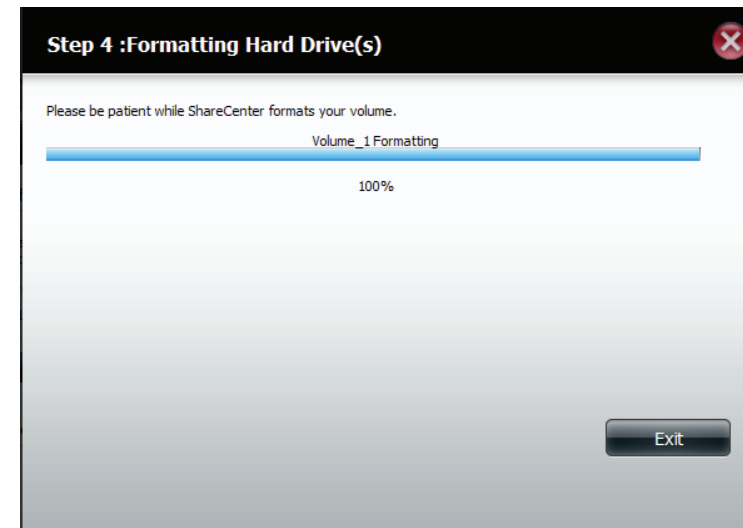 Step 4 :Formatting Hard Drive(s)
Please be patient while ShareCenter formats your volume.
Volume_1 Formatting
100%
Exit